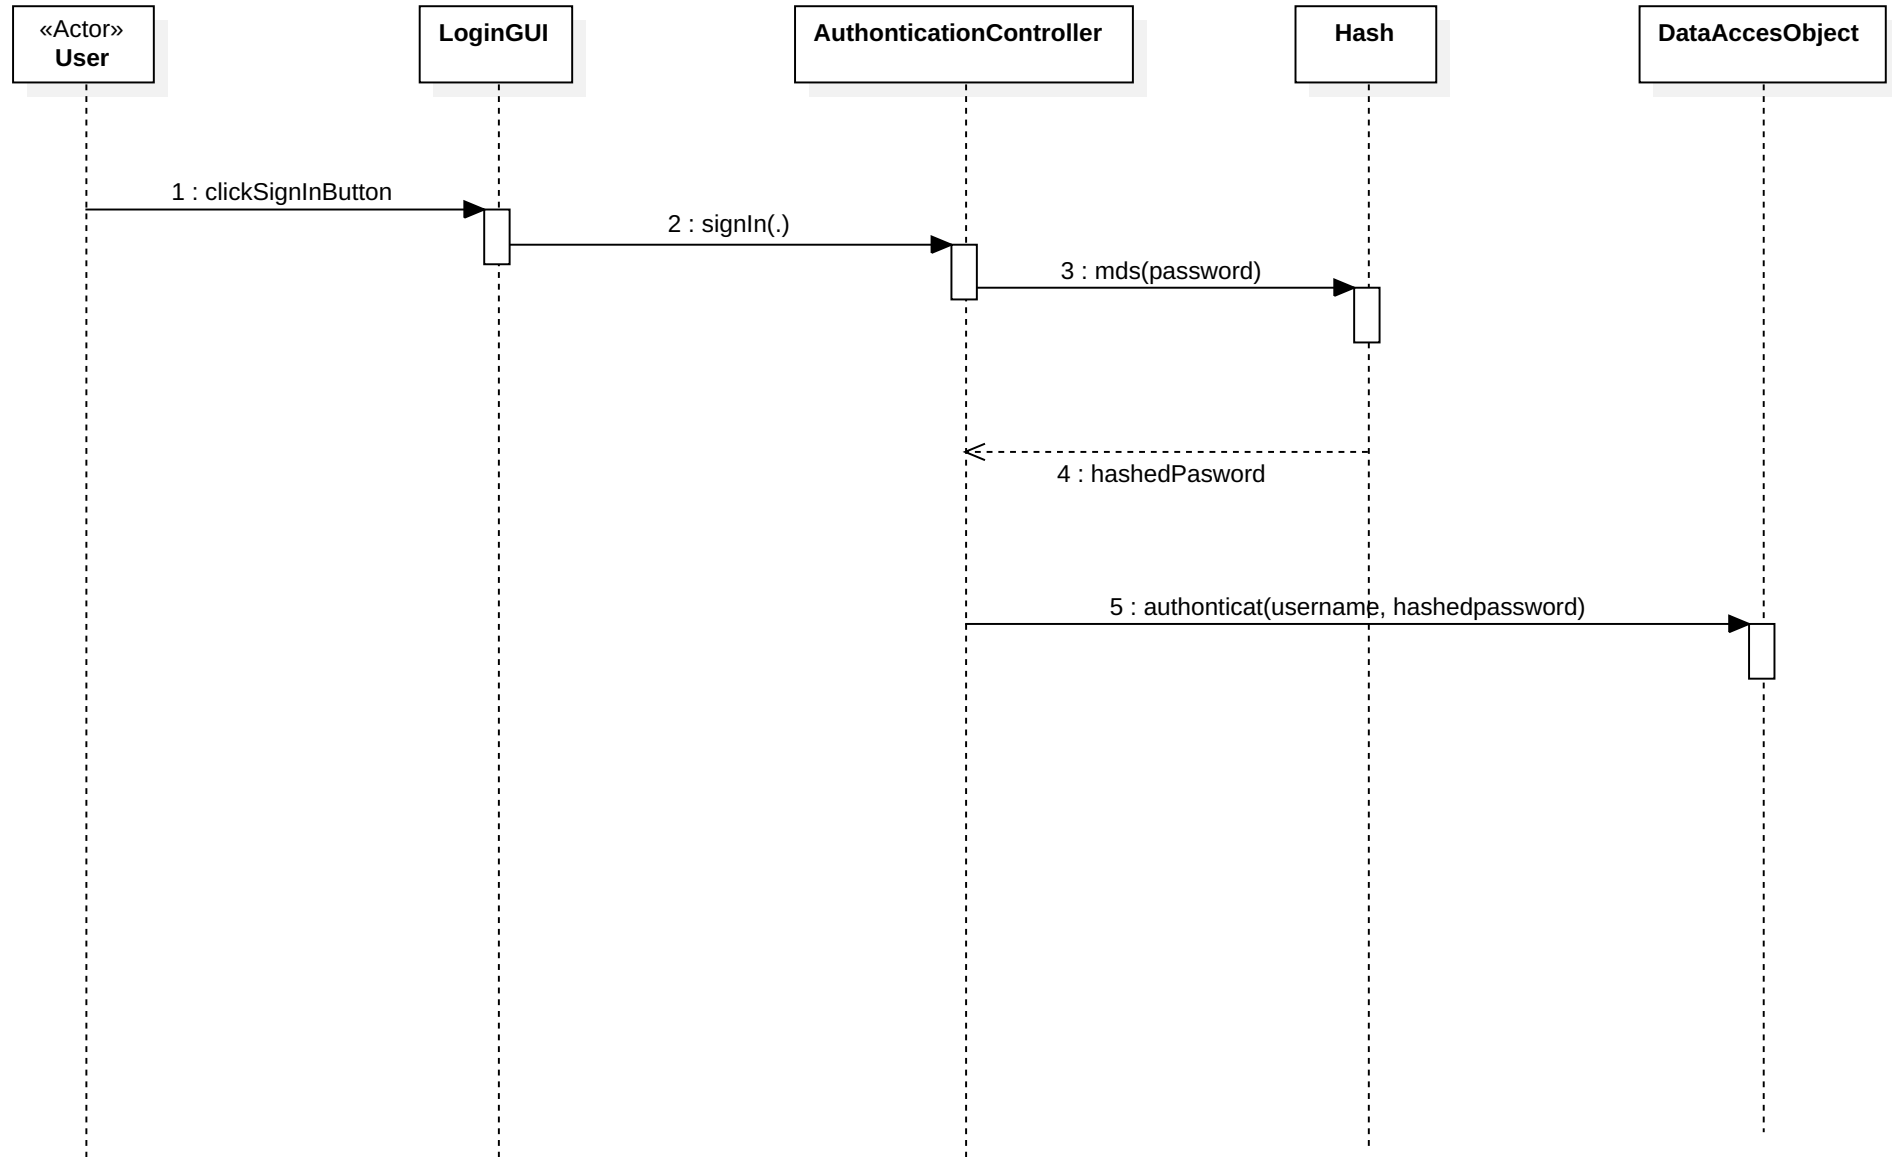 «Actor»
User
LoginGUI
AuthonticationController
Hash
DataAccesObject
1 : clickSignInButton
2 : signIn(.)
3 : mds(password)
4 : hashedPasword
5 : authonticat(username, hashedpassword)